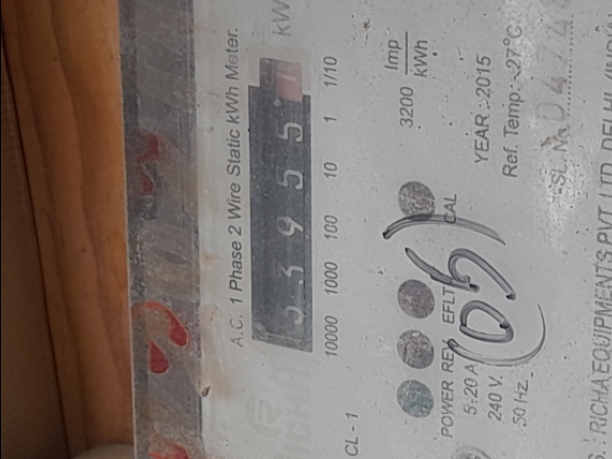 A.C. 1 Phase 2 Wire Static kWh Meter.
3 3 9 5 5
kW
10000 1000 100 10 1 1/10
CL - 1
3200 Imp
kWh
POWER REV EFLT CAL
5-20 A
YEAR : 2015
240 V.
Ref. Temp.:-27°C
50 Hz.
SL. No.
RICHA EQUIPMENTS PVT. LTD. DELHI